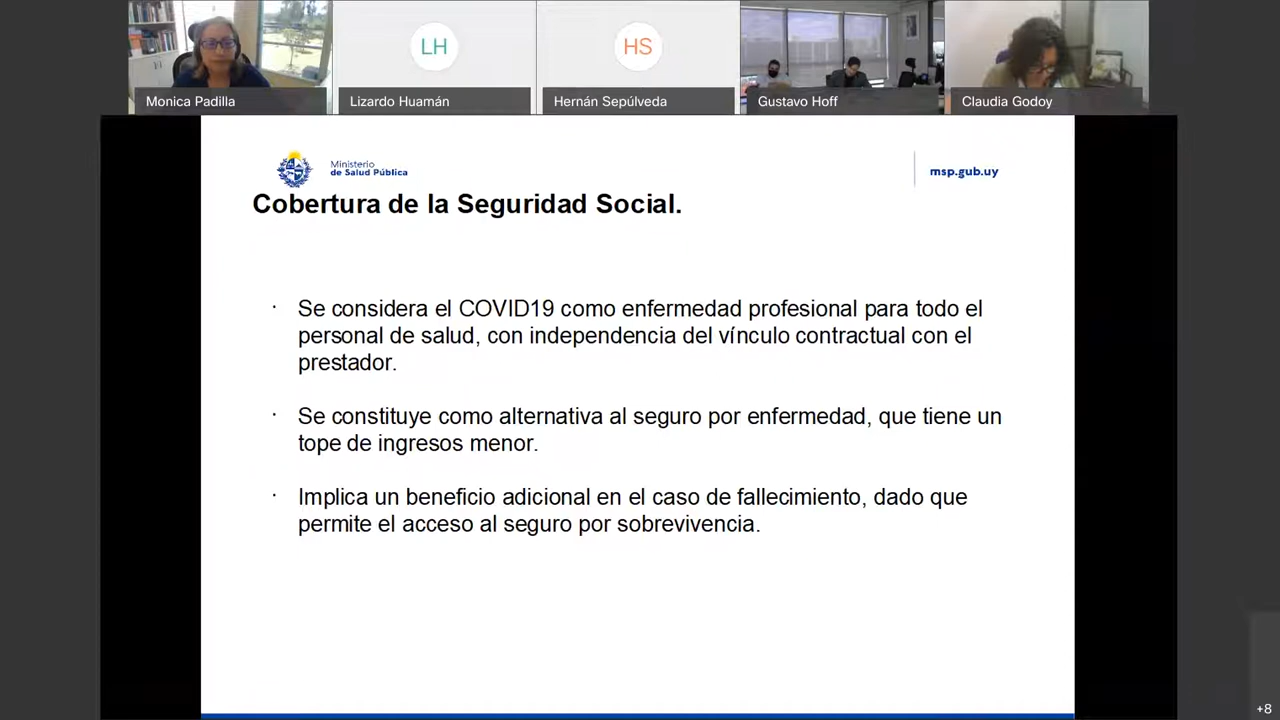 LH
HS
Monica Padilla
Lizardo Huamán
Hernán Sepúlveda
Gustavo Hoff
Claudia Godoy
Ministerio
de Salud Pública
msp.gub.uy
Cobertura de la Seguridad Social.
· Se considera el COVID19 como enfermedad profesional para todo el
personal de salud, con independencia del vínculo contractual con el
prestador.
· Se constituye como alternativa al seguro por enfermedad, que tiene un
tope de ingresos menor.
· Implica un beneficio adicional en el caso de fallecimiento, dado que
permite el acceso al seguro por sobrevivencia.
+8